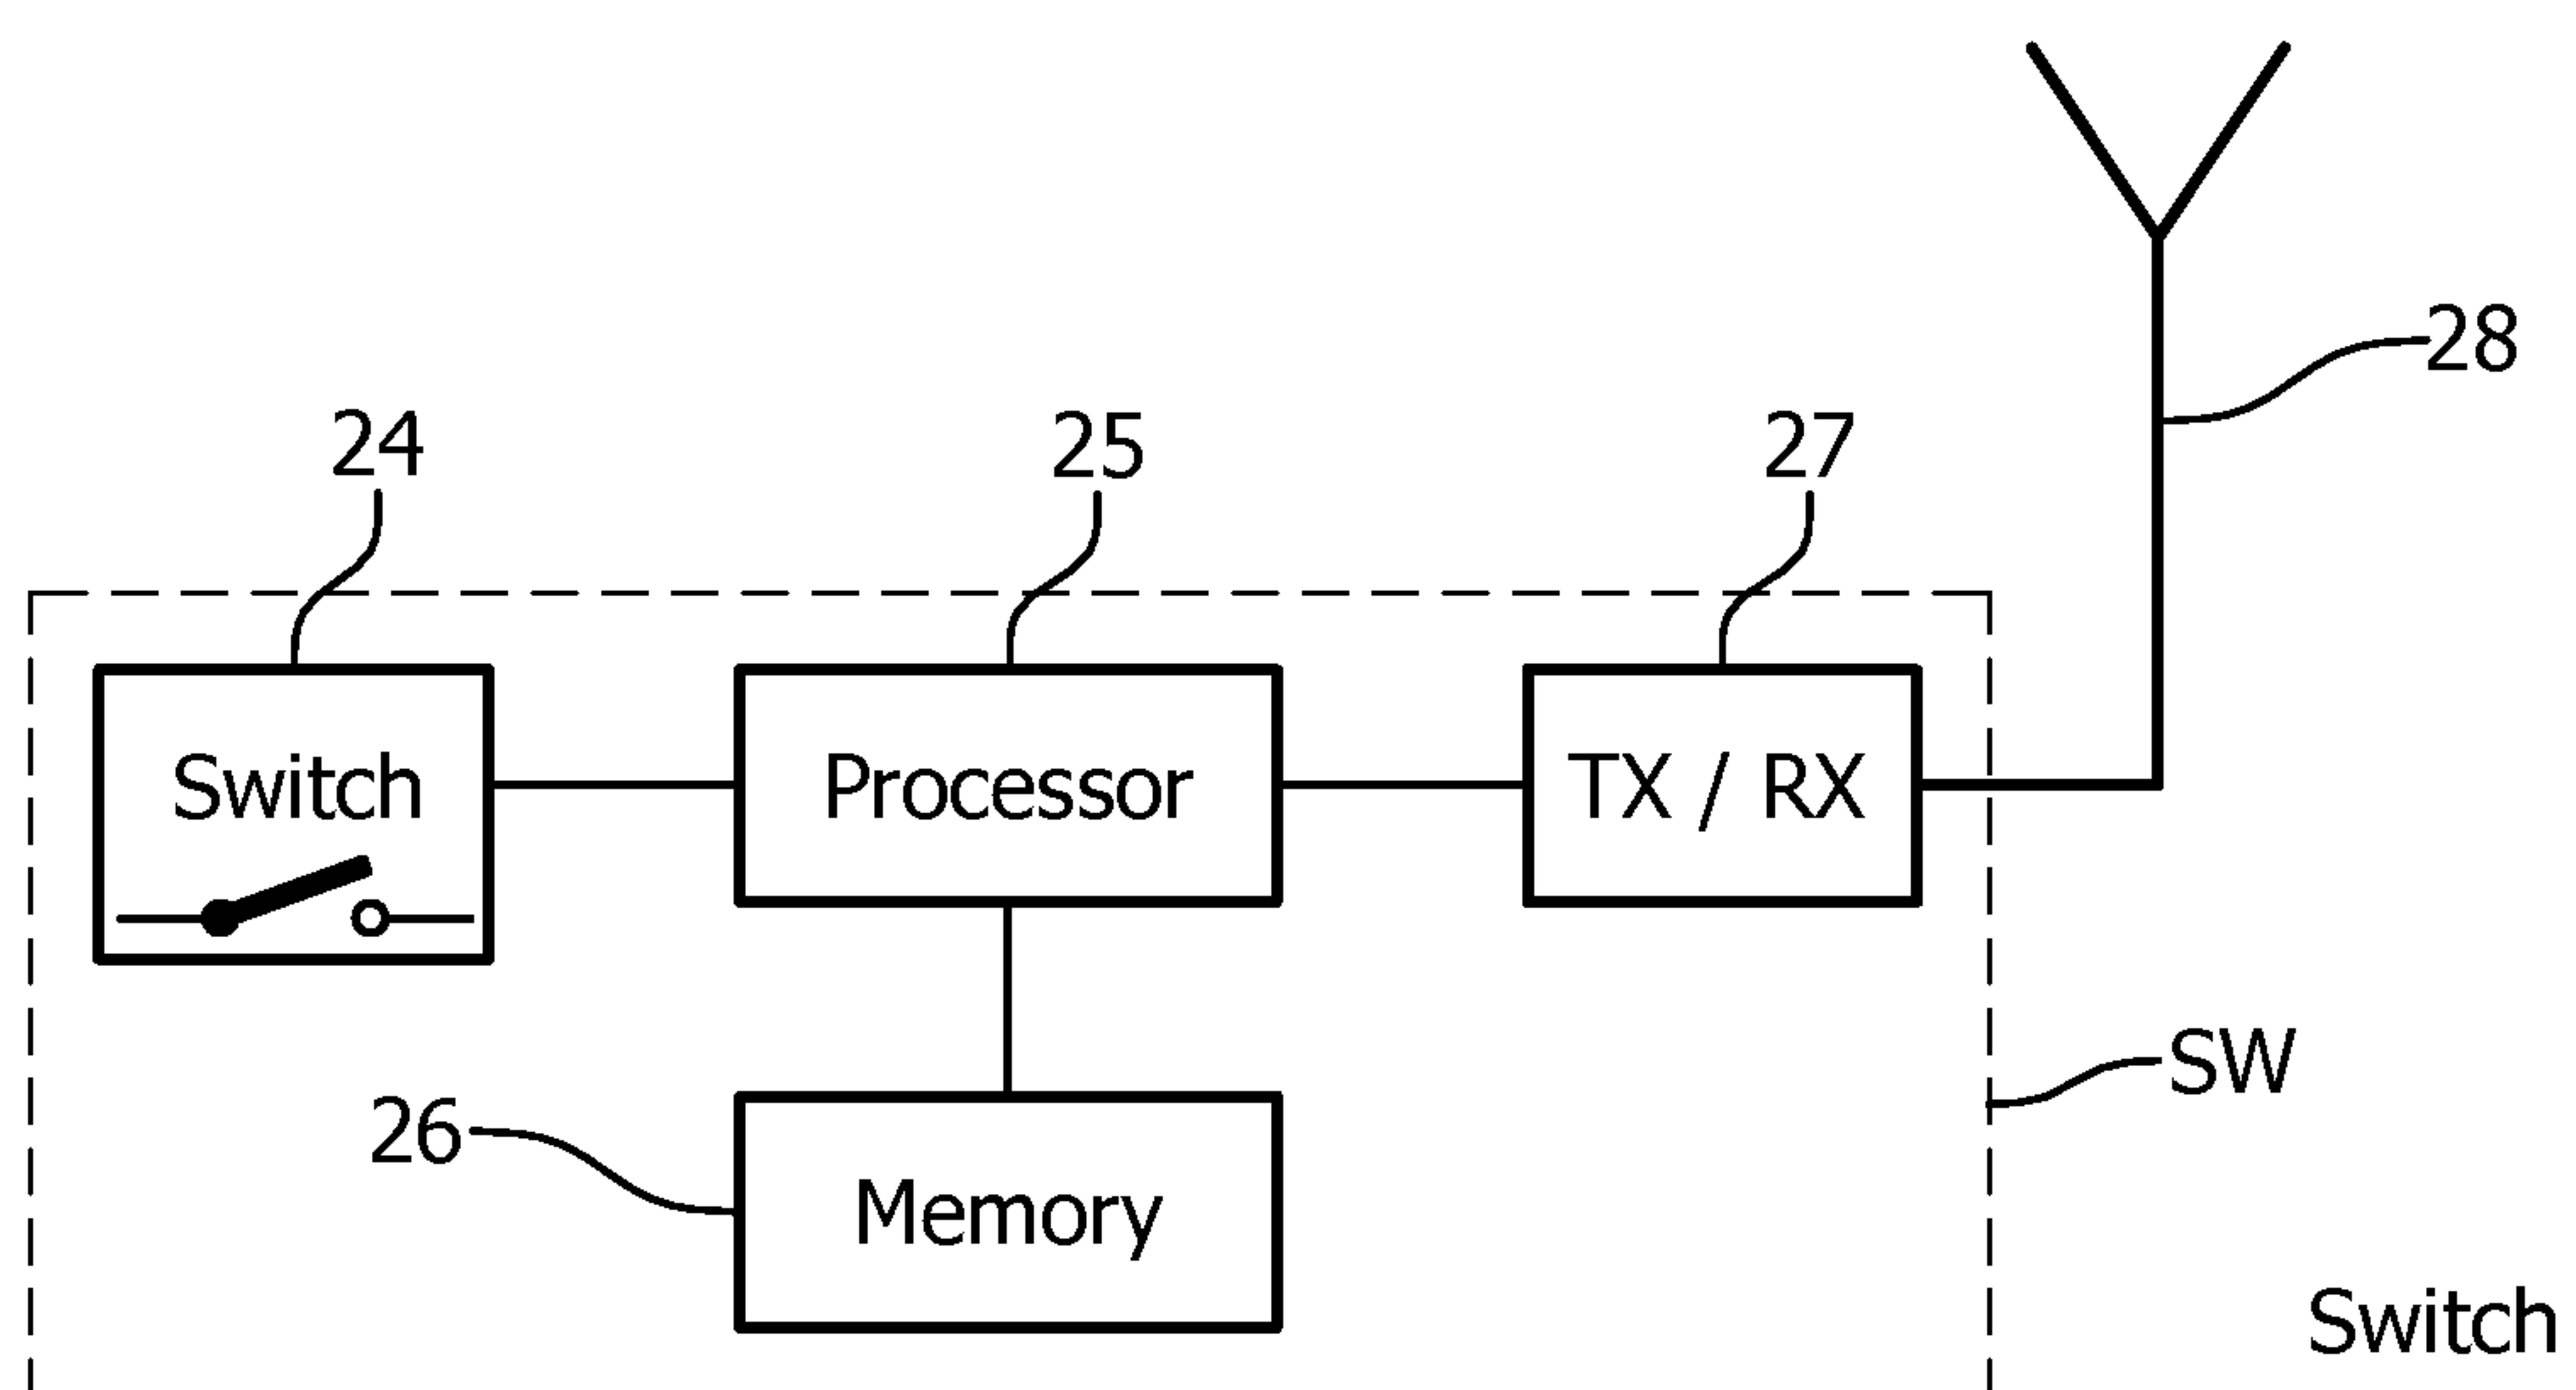 28
24
25
27
Switch
Processor
TX / RX
SW
26
Memory
Switch